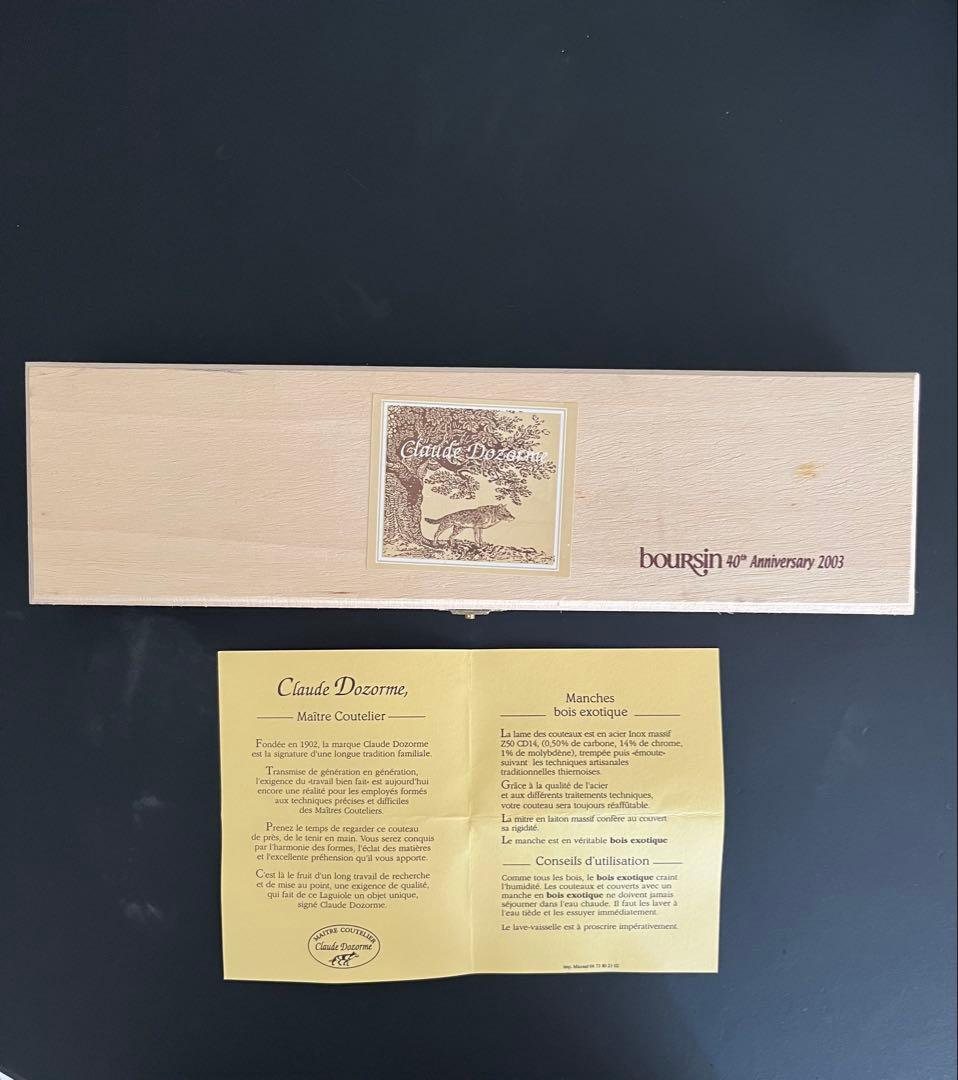 Claude Dozorme
boursin 40th Anniversary 2003
Claude Dozorme,
Maître Coutelier
Fondée en 1902, la marque Claude Dozorme
est la signature d'une longue tradition familiale.
Transmise de génération en génération,
l'exigence du «travail bien fait» est aujourd'hui
encore une réalité pour les employés formés
aux techniques précises et difficiles
des Maîtres Couteliers.
Prenez le temps de regarder ce couteau
de près, de le tenir en main. Vous serez conquis
par l'harmonie des formes, l'éclat des matières
et l'excellente préhension qu'il vous apporte.
C'est là le fruit d'un long travail de recherche
et de mise au point, une exigence de qualité,
qui fait de ce Laguiole un objet unique,
signé Claude Dozorme.
MAITRE COUTELIER
Claude Dozorme
Manches
bois exotique
La lame des couteaux est en acier Inox massif
Z50 CD14, (0,50% de carbone, 14% de chrome,
1% de molybdène), trempée puis «émoute»
suivant les techniques artisanales
traditionnelles thiernoises.
Grâce à la qualité de l'acier
et aux différents traitements techniques,
votre couteau sera toujours réaffûtable.
La mitre en laiton massif confère au couvert
sa rigidité.
Le manche est en véritable bois exotique
Conseils d'utilisation
Comme tous les bois, le bois exotique craint
l'humidité. Les couteaux et couverts avec un
manche en bois exotique ne doivent jamais
séjourner dans l'eau chaude. Il faut les laver à
l'eau tiède et les essuyer immédiatement.
Le lave-vaisselle est à proscrire impérativement.